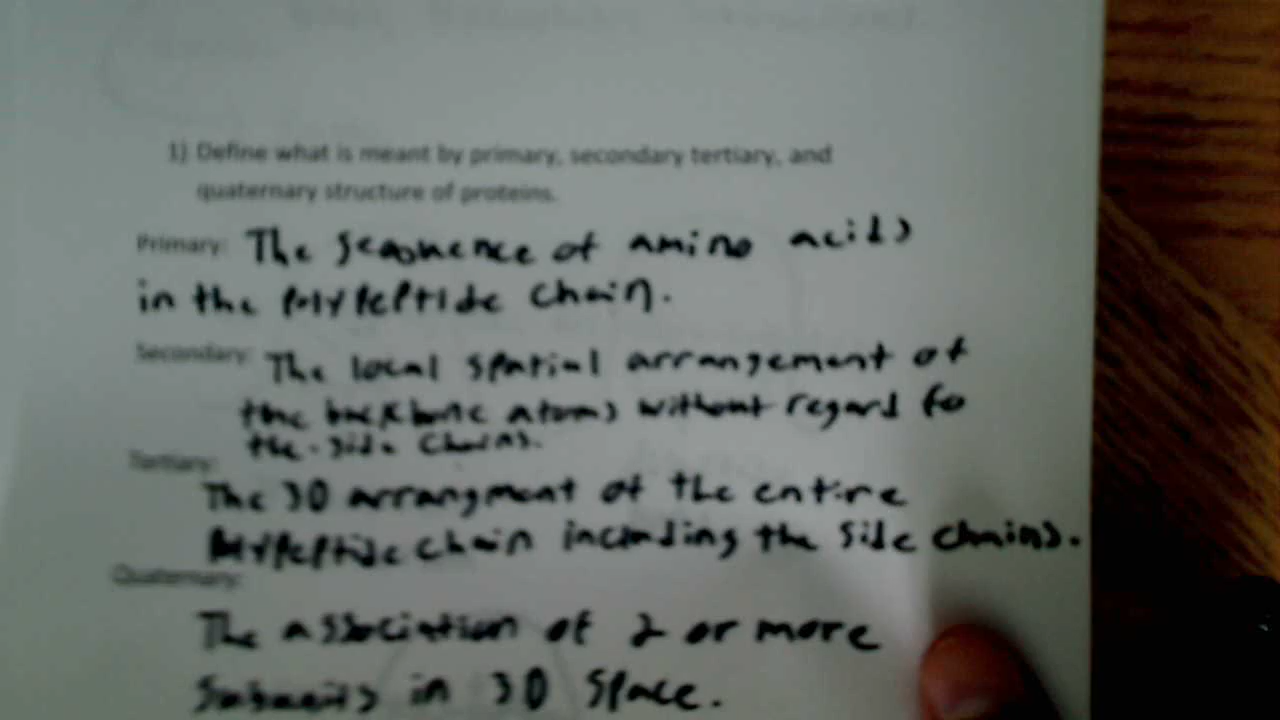 1) Define what is meant by primary, secondary tertiary, and
quaternary structure of proteins.
Primary: The seaquence of amino acids
in the polypeptide chain.
Secondary: The local spatial arrangement of
the backbone atoms without regard to
the side chains.
Tertiary:
The 3D arrangment of the entire
polypeptide chain including the side chains.
Quaternary:
The association of 2 or more
subunits in 3D space.